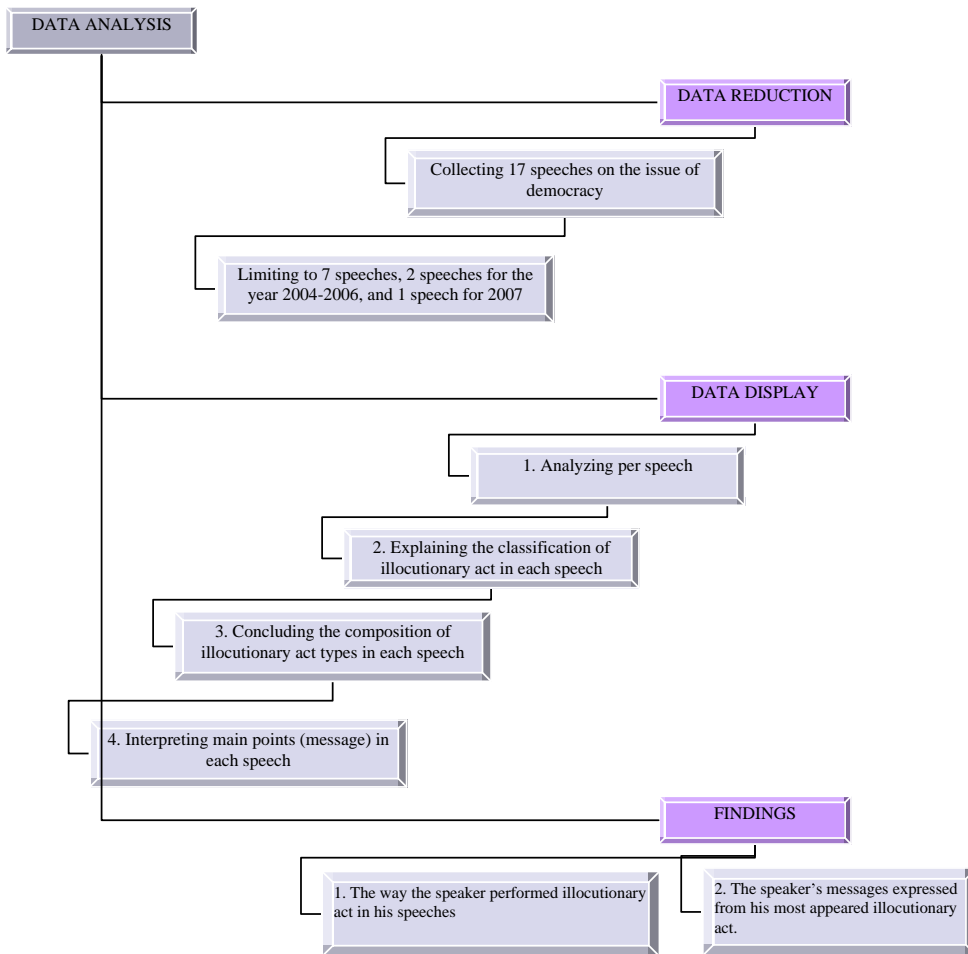 DATA ANALYSIS
DATA REDUCTION
Collecting 17 speeches on the issue of
democracy
Limiting to 7 speeches, 2 speeches for the
year 2004-2006, and 1 speech for 2007
DATA DISPLAY
1. Analyzing per speech
2. Explaining the classification of
illocutionary act in each speech
3. Concluding the composition of
illocutionary act types in each speech
4. Interpreting main points (message) in
each speech
FINDINGS
1. The way the speaker performed illocutionary
act in his speeches
2. The speaker’s messages expressed
from his most appeared illocutionary
act.